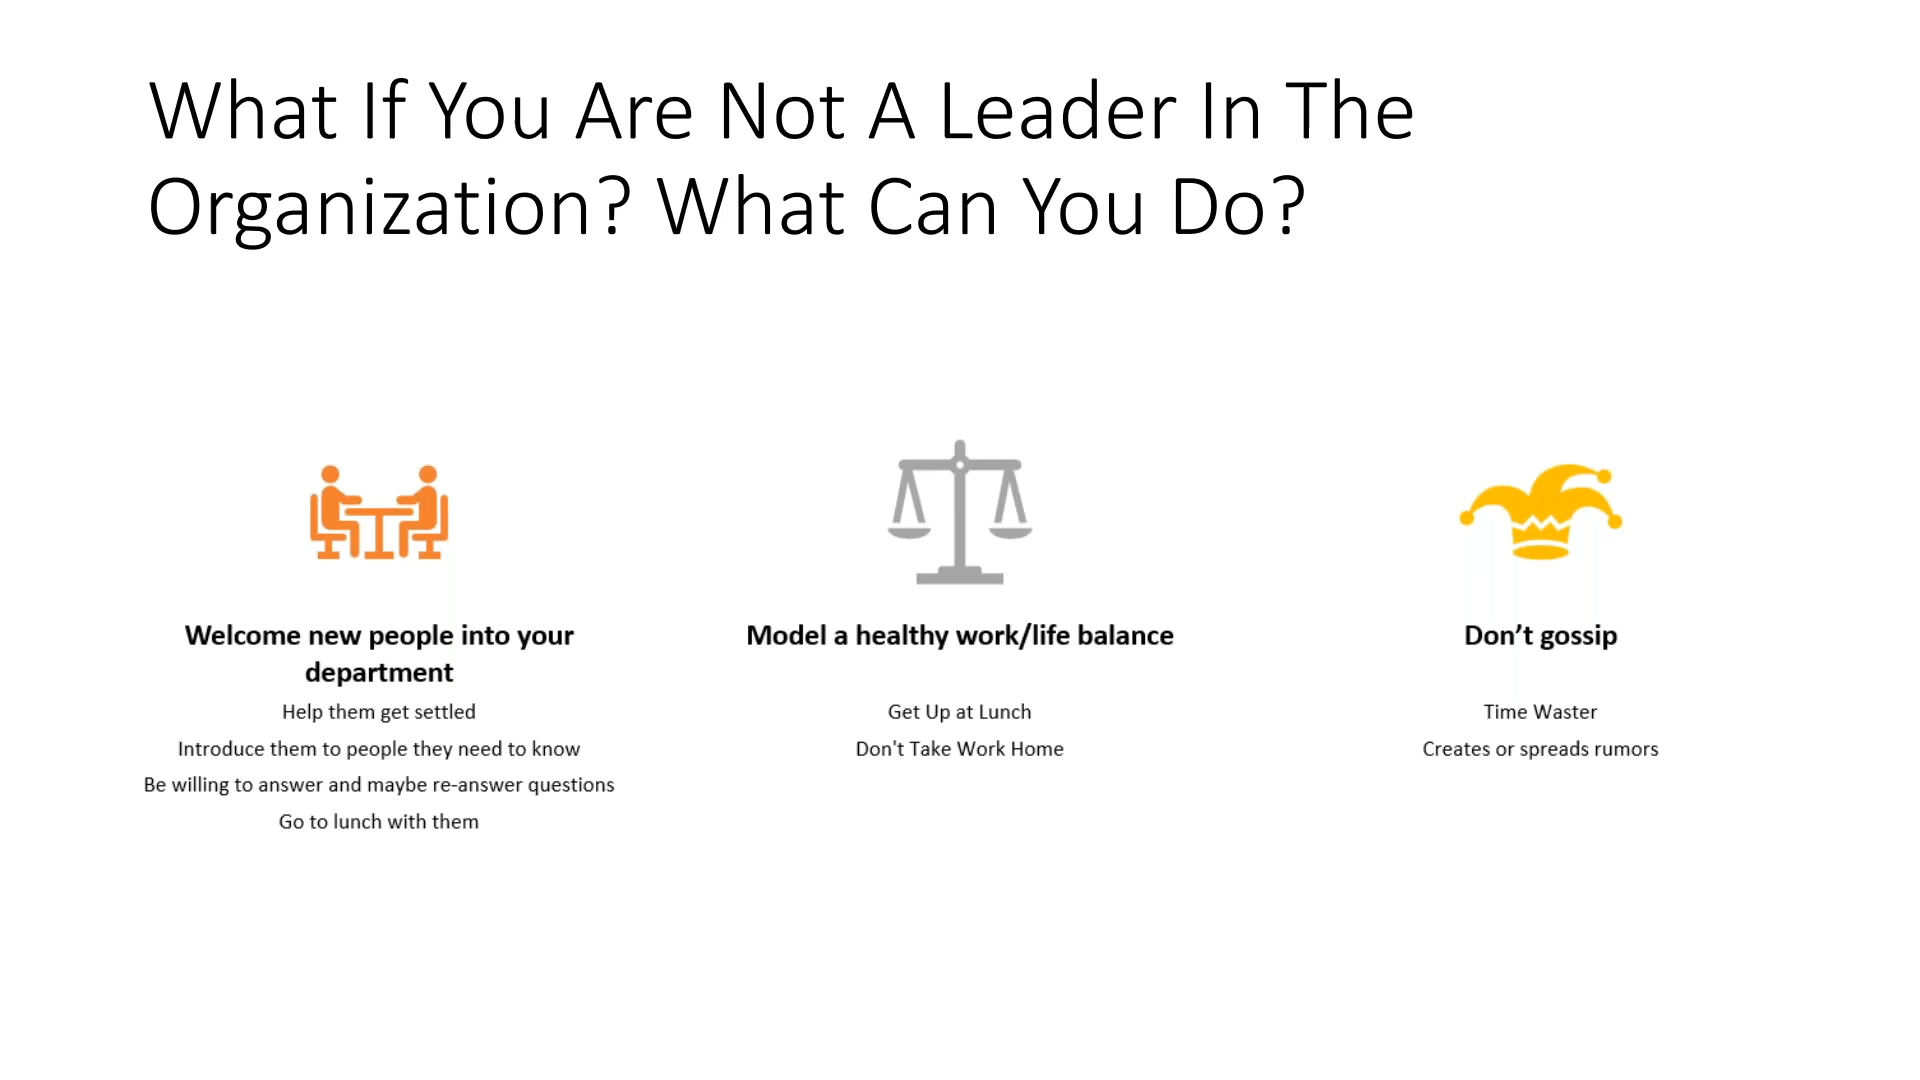 What If You Are Not A Leader In The
Organization? What Can You Do?
Welcome new people into your
department
Help them get settled
Introduce them to people they need to know
Be willing to answer and maybe re-answer questions
Go to lunch with them
Model a healthy work/life balance
Get Up at Lunch
Don't Take Work Home
Don’t gossip
Time Waster
Creates or spreads rumors